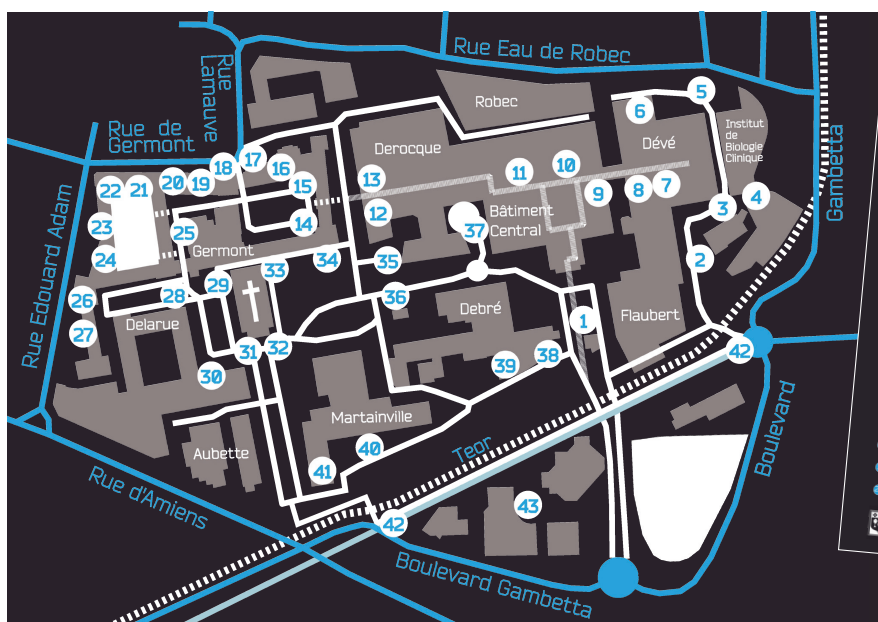 Rue Eau de Robec
Rue
Lamauve
Rue de
Germont
Rue Edouard Adam
Rue d'Amiens
Boulevard Gambetta
Boulevard
Gambetta
Teor
Robec
Derocque
Dévé
Institut
de
Biologie
Clinique
Bâtiment
Central
Germont
Delarue
Debré
Flaubert
Martainville
Aubette
1
2
3
4
5
6
7
8
9
10
11
12
13
14
15
16
17
18
19
20
21
22
23
24
25
26
27
28
29
30
31
32
33
34
35
36
37
38
39
40
41
42
42
43